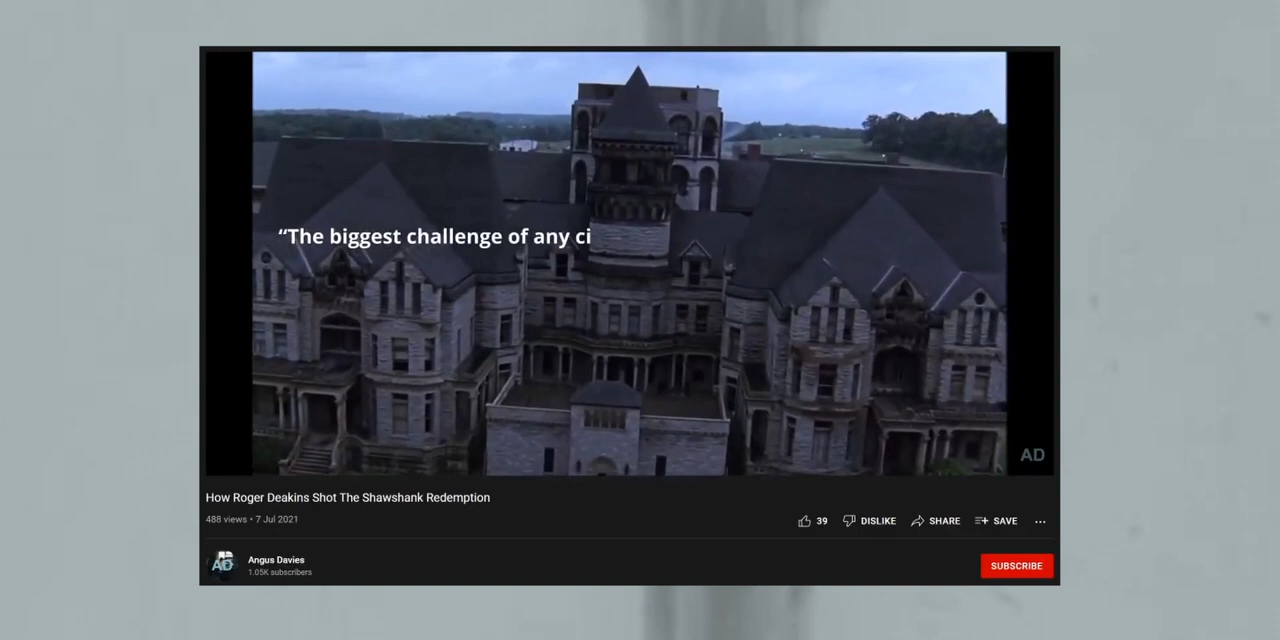 “The biggest challenge of any ci
AD
How Roger Deakins Shot The Shawshank Redemption
488 views • 7 Jul 2021
39 DISLIKE SHARE SAVE ...
AD
Angus Davies
1.05K subscribers
SUBSCRIBE